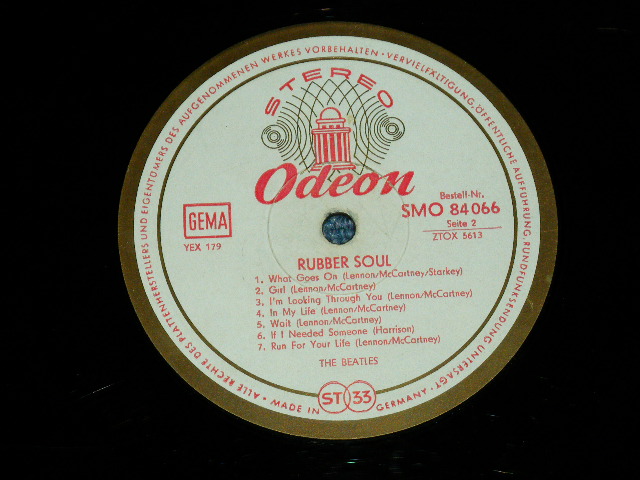 ALLE RECHTE DES PLATTENHERSTELLERS UND EIGENTÜMERS DES AUFGENOMMENEN WERKES VORBEHALTEN · VERVIELFÄLTIGUNG, ÖFFENTLICHE AUFFÜHRUNG, RUNDFUNKSENDUNG UNTERSAGT ·
STEREO
Odeon
Bestell-Nr.
SMO 84 066
Seite 2
ZTOX 5613
GEMA
YEX 179
RUBBER SOUL
1. What Goes On (Lennon/McCartney/Starkey)
2. Girl (Lennon/McCartney)
3. I'm Looking Through You (Lennon/McCartney)
4. In My Life (Lennon/McCartney)
5. Wait (Lennon/McCartney)
6. If I Needed Someone (Harrison)
7. Run For Your Life (Lennon/McCartney)
THE BEATLES
· MADE IN GERMANY ·
ST 33